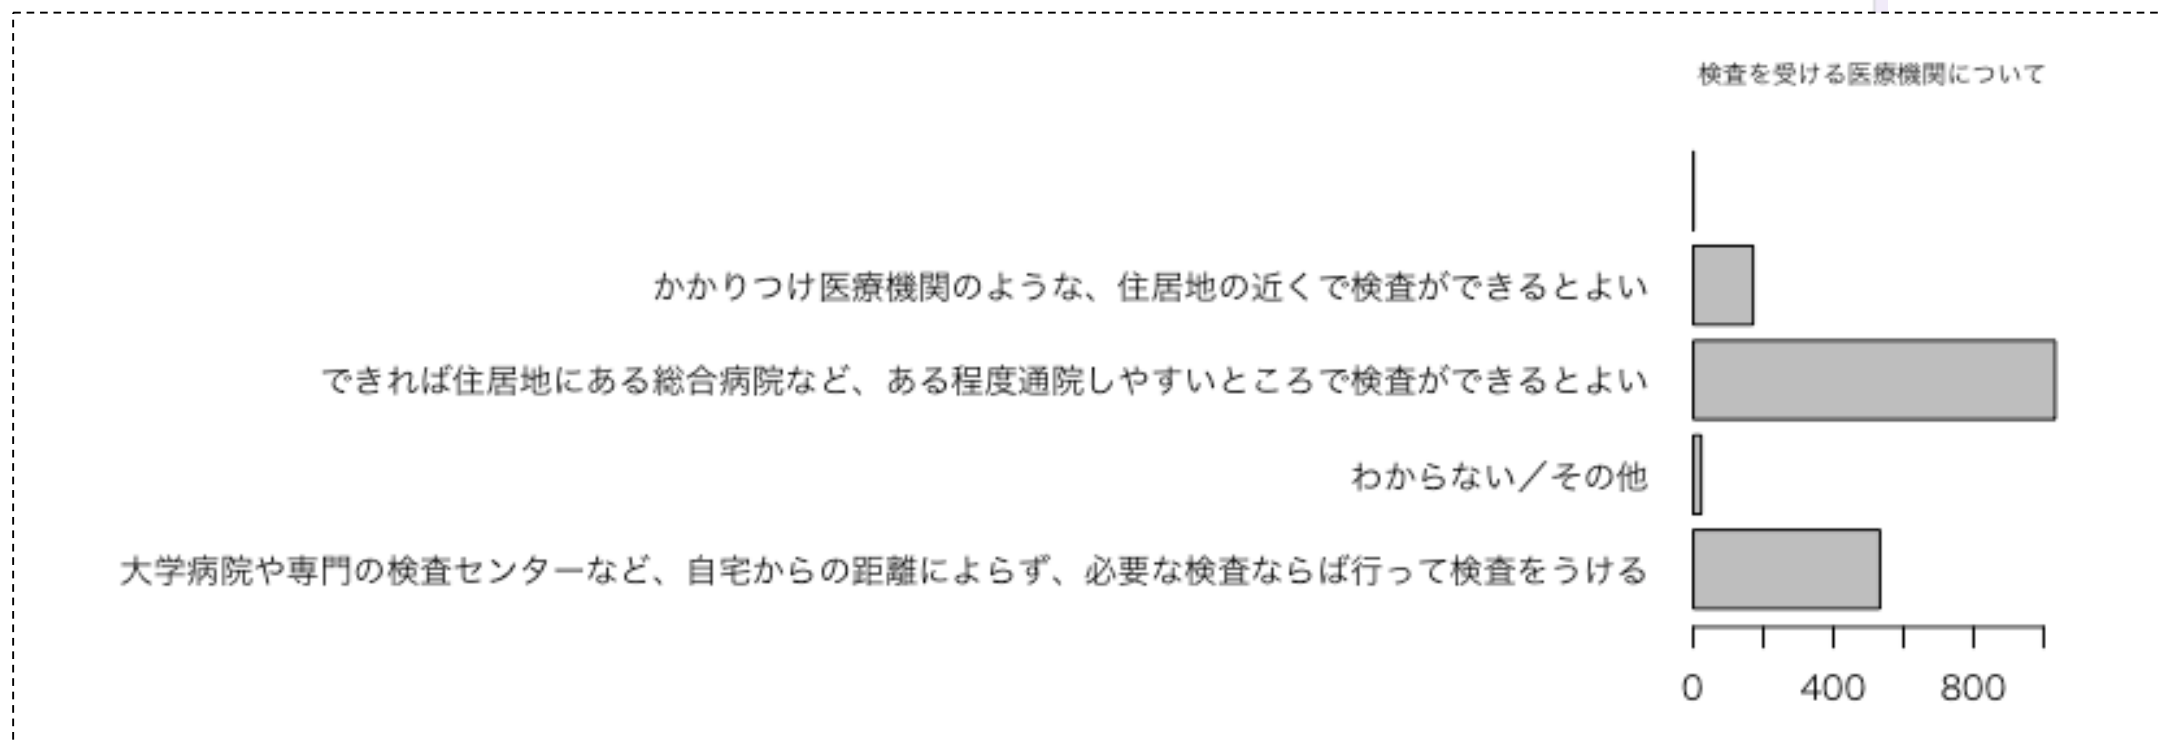 検査を受ける医療機関について
かかりつけ医療機関のような、住居地の近くで検査ができるとよい
できれば住居地にある総合病院など、ある程度通院しやすいところで検査ができるとよい
わからない／その他
大学病院や専門の検査センターなど、自宅からの距離によらず、必要な検査ならば行って検査をうける
0 400 800